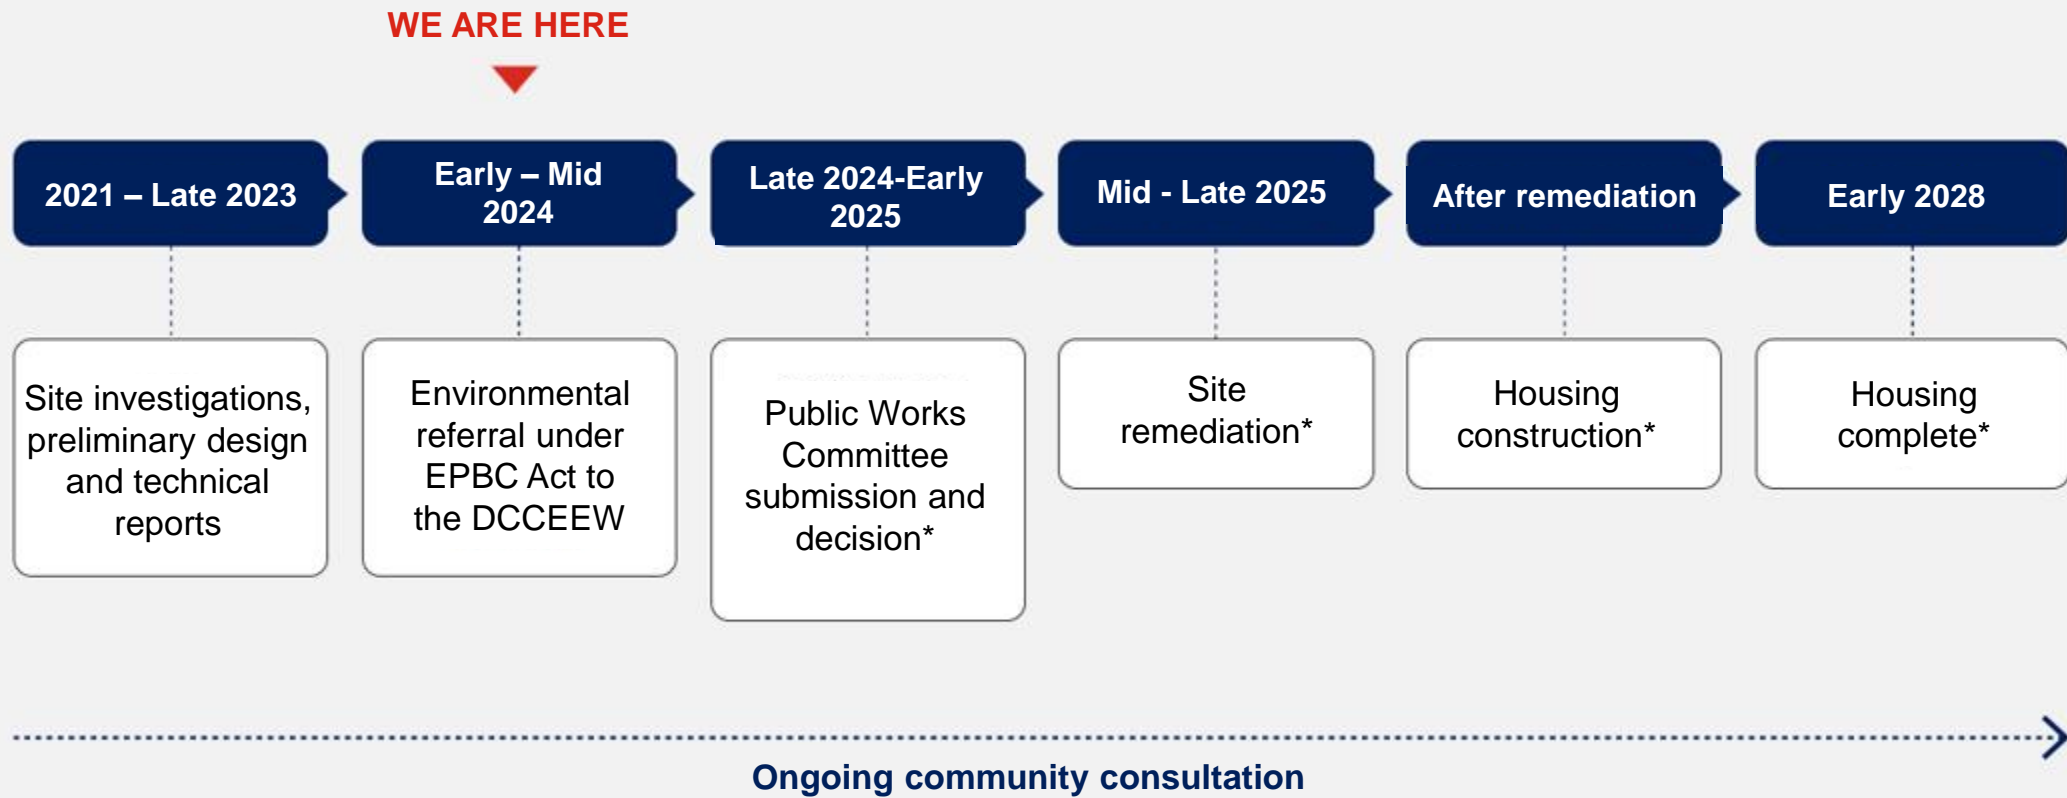 WE ARE HERE
2021 – Late 2023
Early – Mid
2024
Late 2024-Early
2025
Mid - Late 2025
After remediation
Early 2028
Site investigations,
preliminary design
and technical
reports
Environmental
referral under
EPBC Act to
the DCCEEW
Public Works
Committee
submission and
decision*
Site
remediation*
Housing
construction*
Housing
complete*
Ongoing community consultation